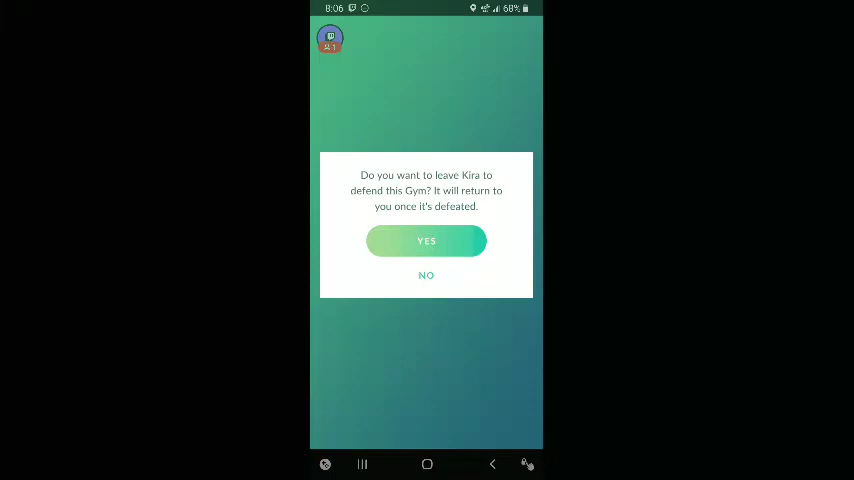 8:06
68%
1
Do you want to leave Kira to
defend this Gym? It will return to
you once it's defeated.
YES
NO